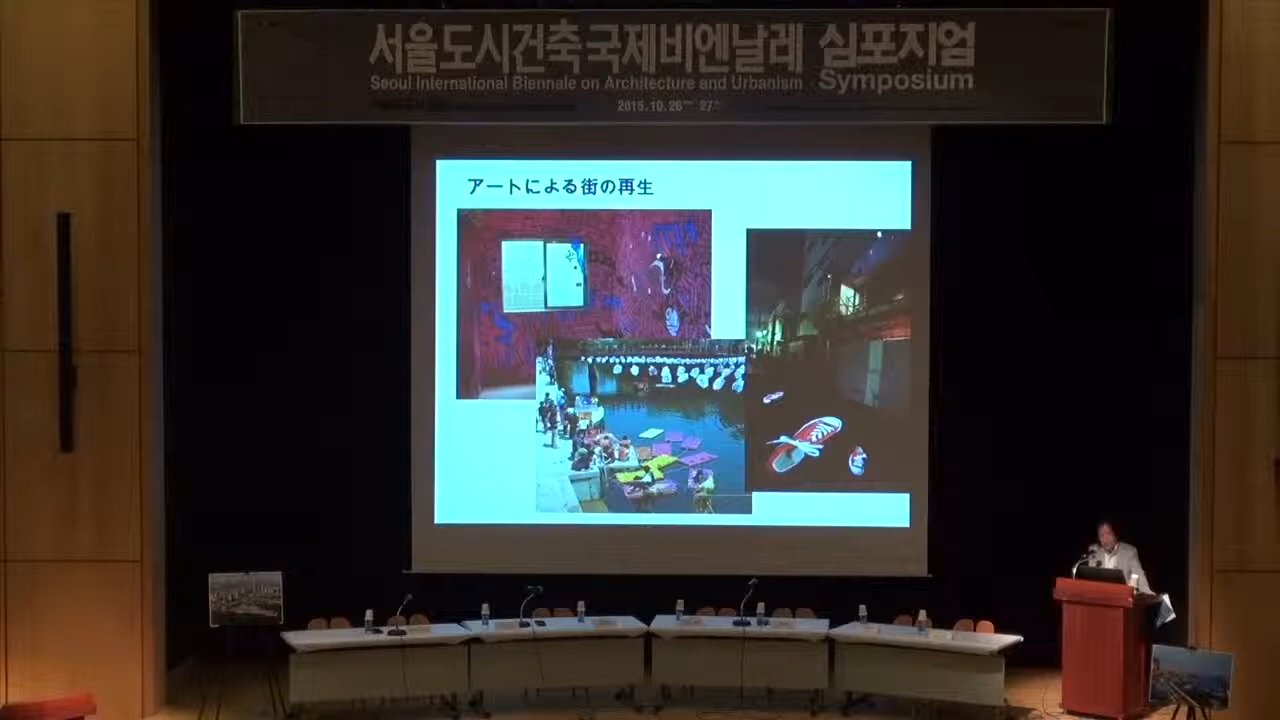 서울도시건축국제비엔날레 심포지엄
Seoul International Biennale on Architecture and Urbanism Symposium
アートによる街の再生